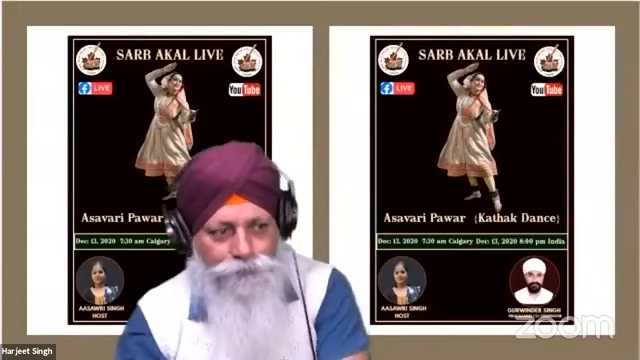 SARB AKAL LIVE
f LIVE
YouTube
Asavari Pawar
Dec: 13, 2020 7:30 am Calgary
AASAWRI SINGH
HOST
SARB AKAL LIVE
f LIVE
YouTube
Asavari Pawar (Kathak Dance)
Dec: 13, 2020 7:30 am Calgary Dec: 13, 2020 8:00 pm India
AASAWRI SINGH
HOST
GURWINDER SINGH
zoom
Harjeet Singh